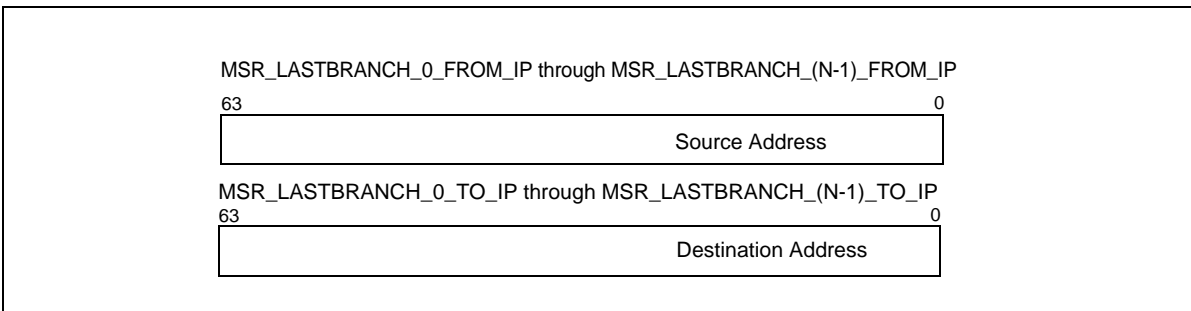 MSR_LASTBRANCH_0_FROM_IP through MSR_LASTBRANCH_(N-1)_FROM_IP
63 0
Source Address
MSR_LASTBRANCH_0_TO_IP through MSR_LASTBRANCH_(N-1)_TO_IP
63 0
Destination Address